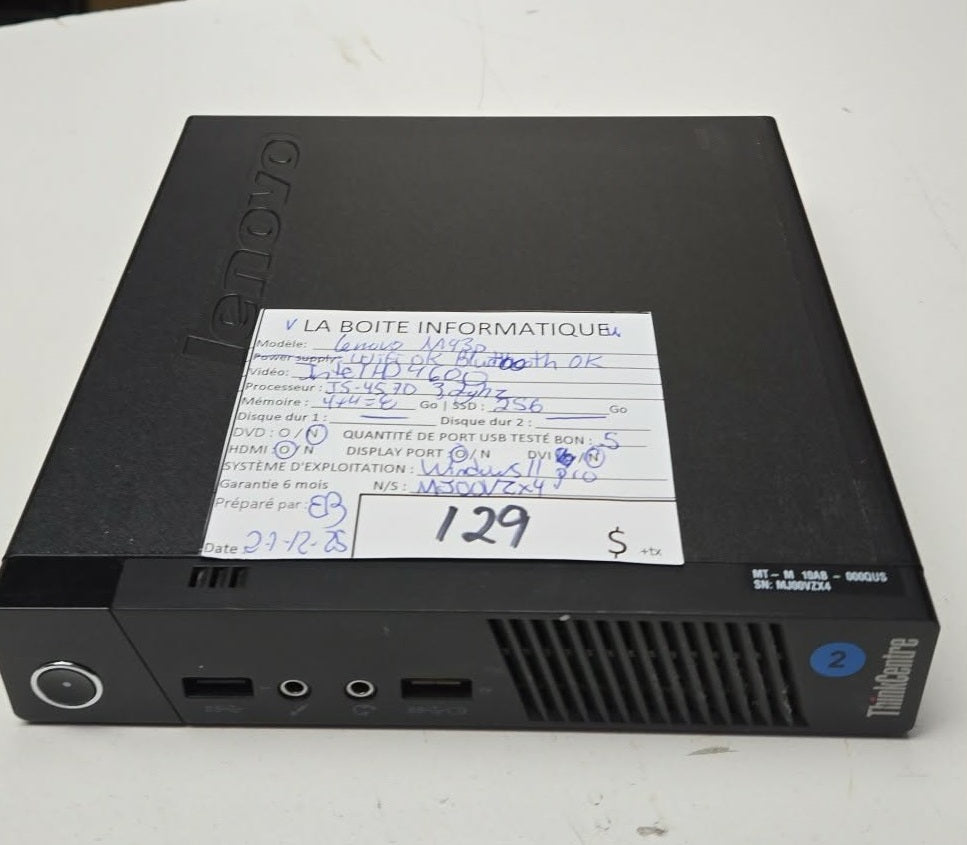 lenovo
LA BOITE INFORMATIQUE
Modèle: Lenovo M93p
Power supply: Wifi OK Bluetooth OK
Vidéo: Intel HD 4600
Processeur: I5-4570 3,2ghz
Mémoire: 4+4=8 Go | SSD: 256 Go
Disque dur 1: Disque dur 2:
DVD: O/N QUANTITÉ DE PORT USB TESTÉ BON: 5
HDMI O/N DISPLAY PORT O/N DVI /N
SYSTÈME D'EXPLOITATION: Windows 11 Pro
Garantie 6 mois N/S: MJ00VZX4
Préparé par: EB
129 $ +tx
Date
MT-M 10AB - 000QUS
SN: MJ00VZX4
2
ThinkCentre